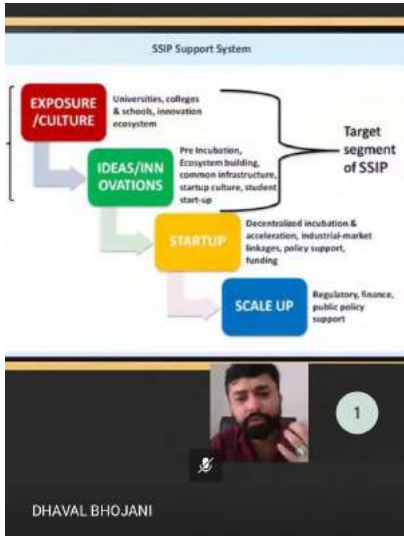 SSIP Support System
EXPOSURE
/CULTURE
Universities, colleges
& schools, innovation
ecosystem
Target
segment
of SSIP
IDEAS/INN
OVATIONS
Pre Incubation,
Ecosystem building,
common infrastructure,
startup culture, student
start-up
STARTUP
Decentralized incubation &
acceleration, industrial-market
linkages, policy support,
funding
SCALE UP
Regulatory, finance,
public policy
support
1
DHAVAL BHOJANI